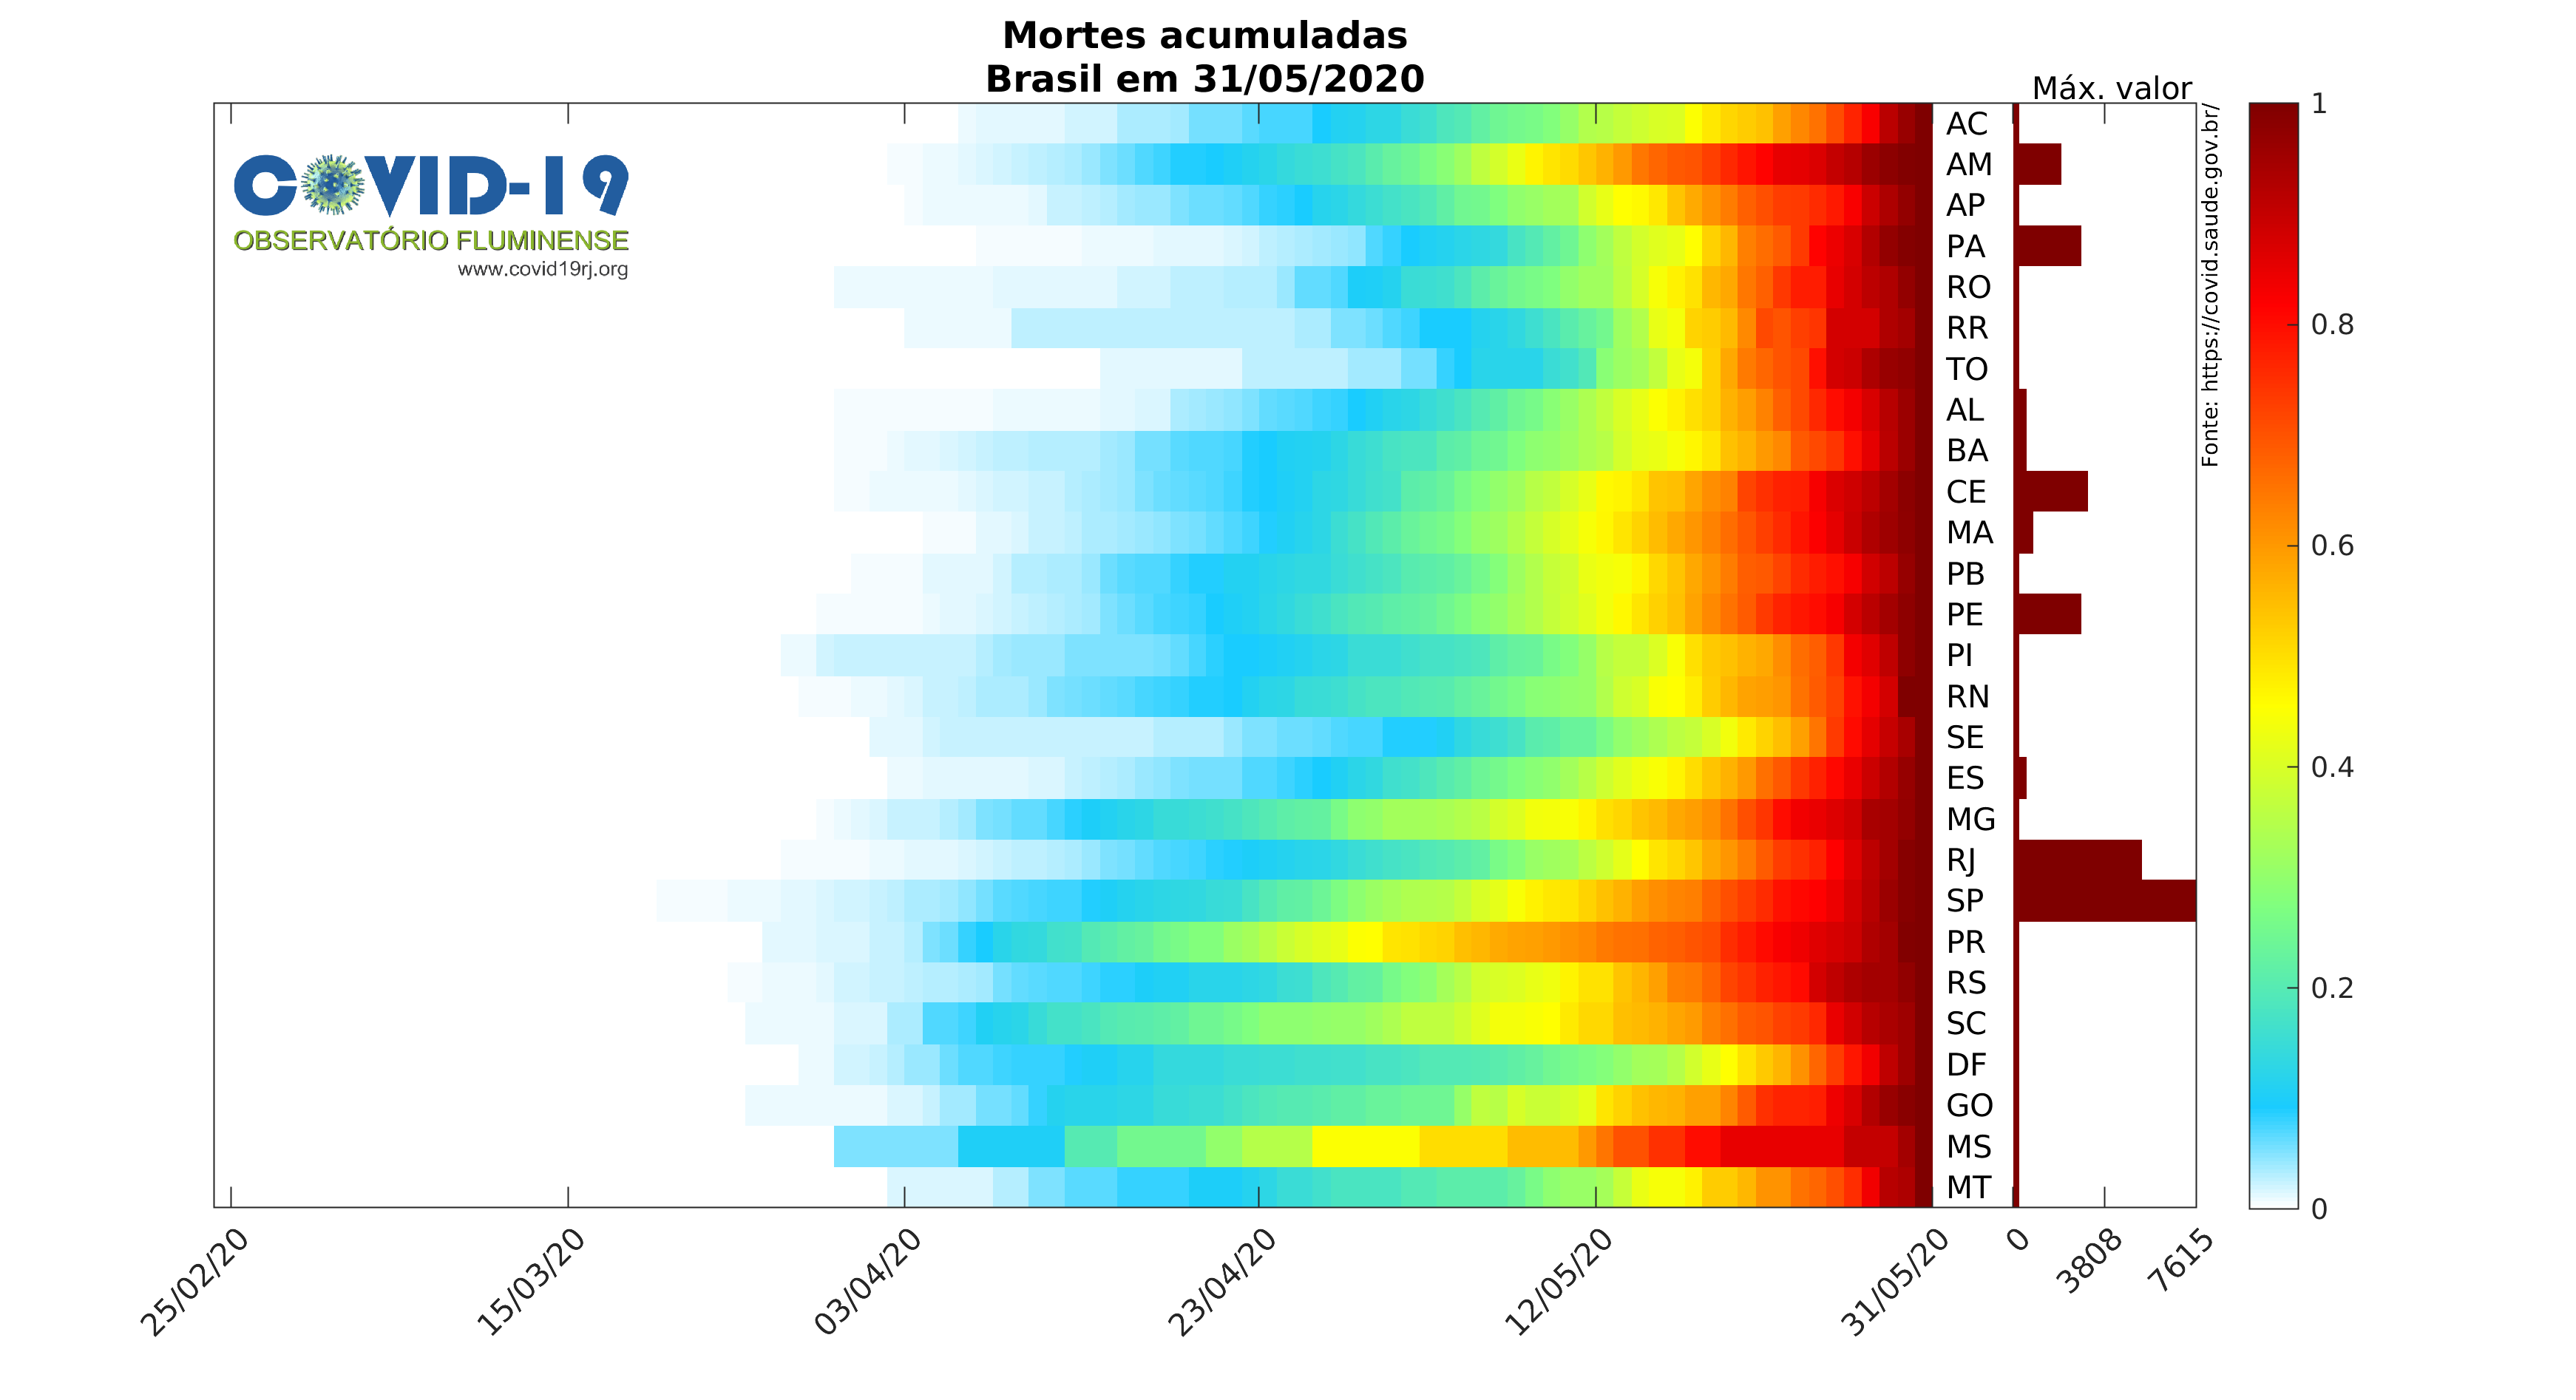 Mortes acumuladas
Brasil em 31/05/2020
Máx. valor
COVID-19
OBSERVATÓRIO FLUMINENSE
www.covid19rj.org
AC
AM
AP
PA
RO
RR
TO
AL
BA
CE
MA
PB
PE
PI
RN
SE
ES
MG
RJ
SP
PR
RS
SC
DF
GO
MS
MT
Fonte: https://covid.saude.gov.br/
1
0.8
0.6
0.4
0.2
0
25/02/20
15/03/20
03/04/20
23/04/20
12/05/20
31/05/20
0
3808
7615